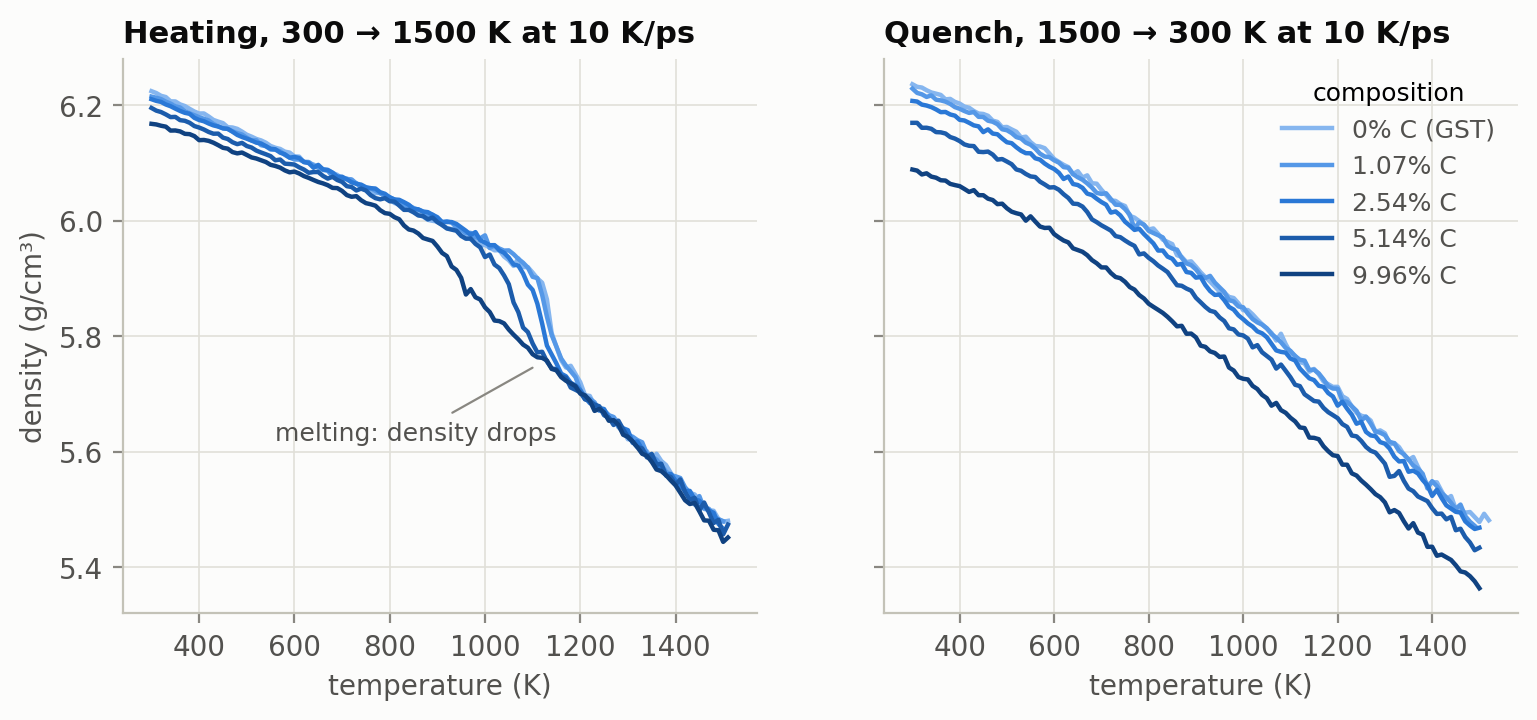 Heating, 300 → 1500 K at 10 K/ps
Quench, 1500 → 300 K at 10 K/ps
density (g/cm³)
6.2
6.0
5.8
5.6
5.4
melting: density drops
400 600 800 1000 1200 1400
temperature (K)
composition
0% C (GST)
1.07% C
2.54% C
5.14% C
9.96% C
400 600 800 1000 1200 1400
temperature (K)